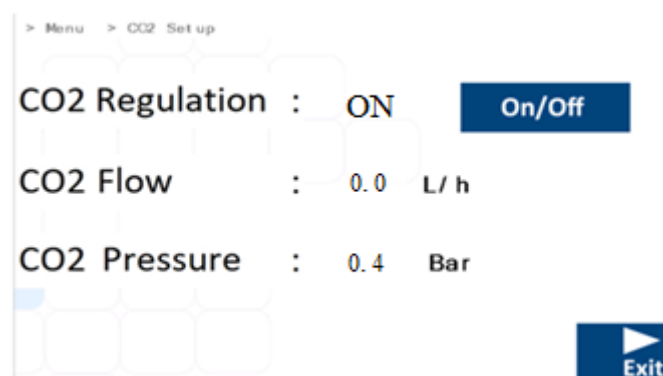 > Menu > CO2 Set up
CO2 Regulation : ON On/Off
CO2 Flow : 0.0 L/h
CO2 Pressure : 0.4 Bar
Exit